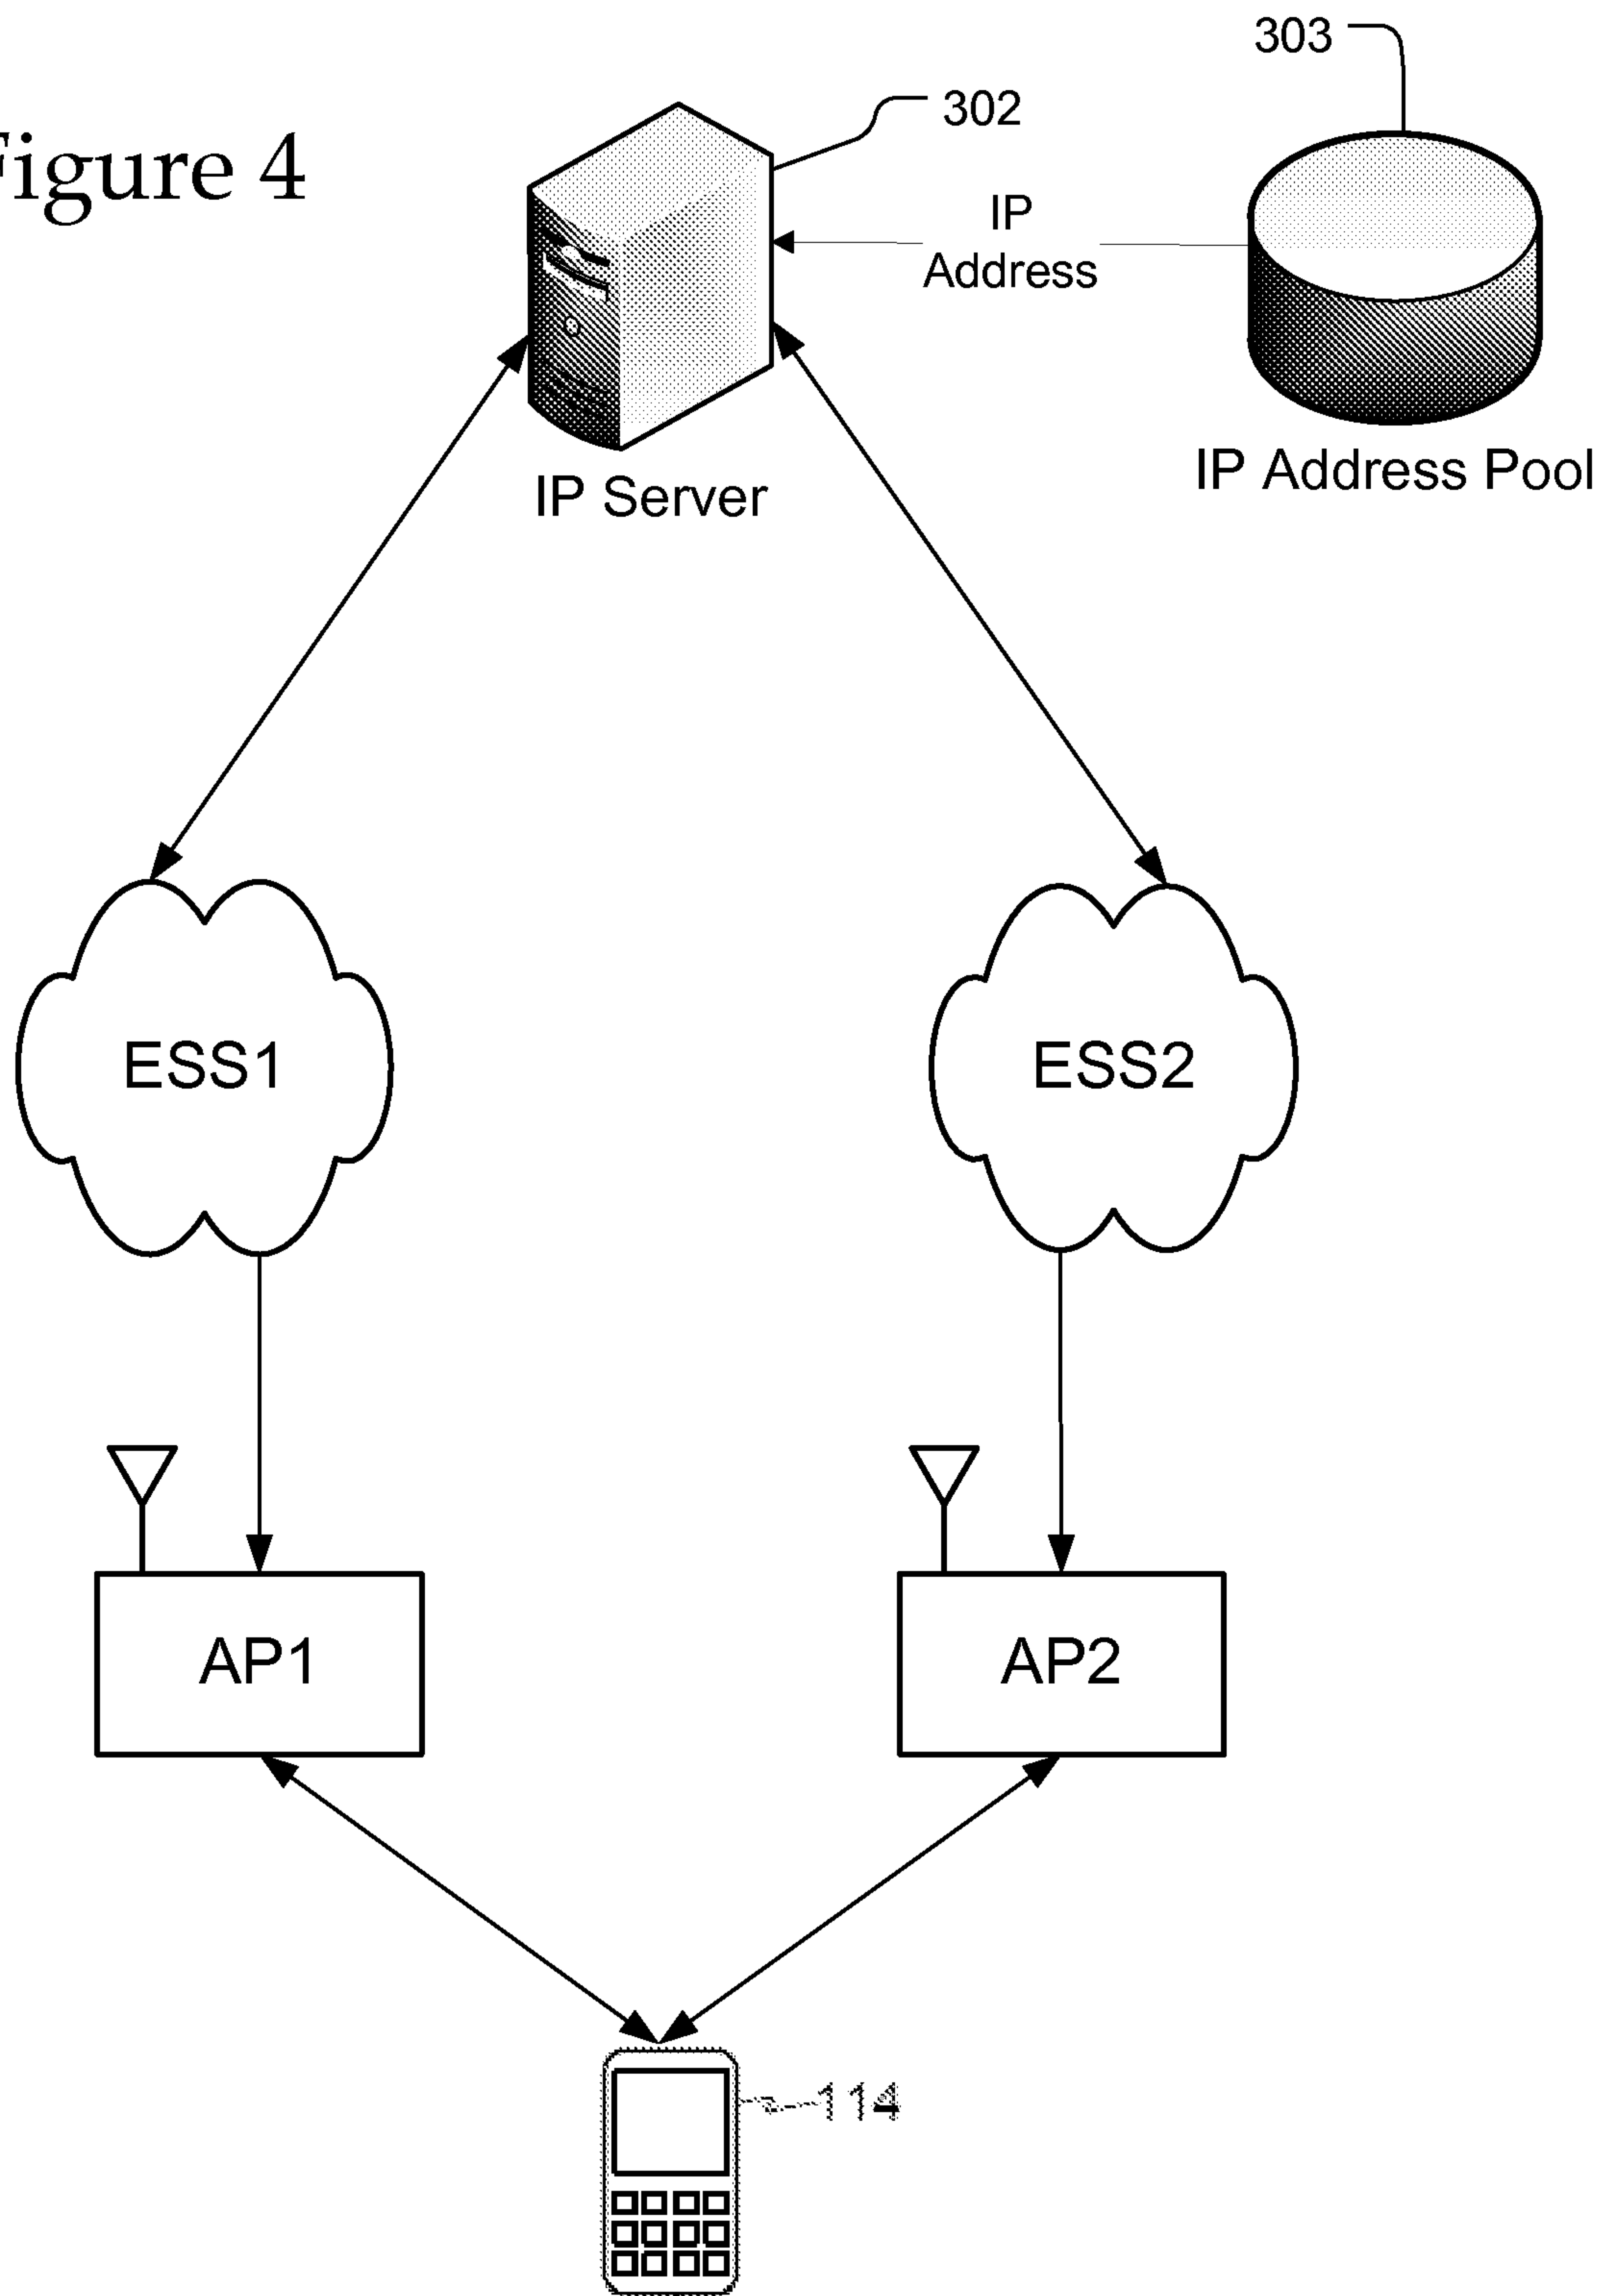 Figure 4
303
302
IP
Address
IP Address Pool
IP Server
ESS1
ESS2
AP1
AP2
114